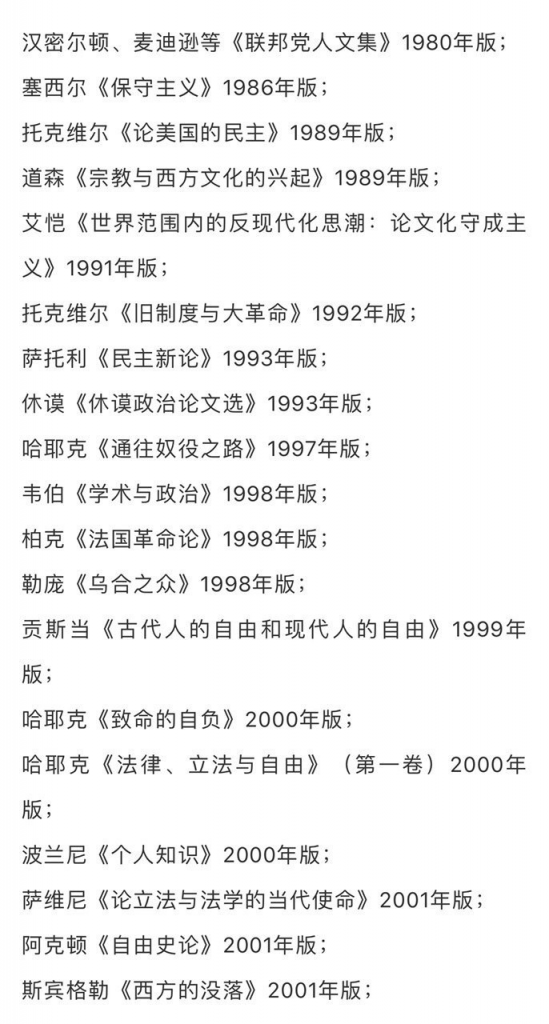 汉密尔顿、麦迪逊等《联邦党人文集》1980年版；
塞西尔《保守主义》1986年版；
托克维尔《论美国的民主》1989年版；
道森《宗教与西方文化的兴起》1989年版；
艾恺《世界范围内的反现代化思潮：论文化守成主
义》1991年版；
托克维尔《旧制度与大革命》1992年版；
萨托利《民主新论》1993年版；
休谟《休谟政治论文选》1993年版；
哈耶克《通往奴役之路》1997年版；
韦伯《学术与政治》1998年版；
柏克《法国革命论》1998年版；
勒庞《乌合之众》1998年版；
贡斯当《古代人的自由和现代人的自由》1999年
版；
哈耶克《致命的自负》2000年版；
哈耶克《法律、立法与自由》（第一卷）2000年
版；
波兰尼《个人知识》2000年版；
萨维尼《论立法与法学的当代使命》2001年版；
阿克顿《自由史论》2001年版；
斯宾格勒《西方的没落》2001年版；